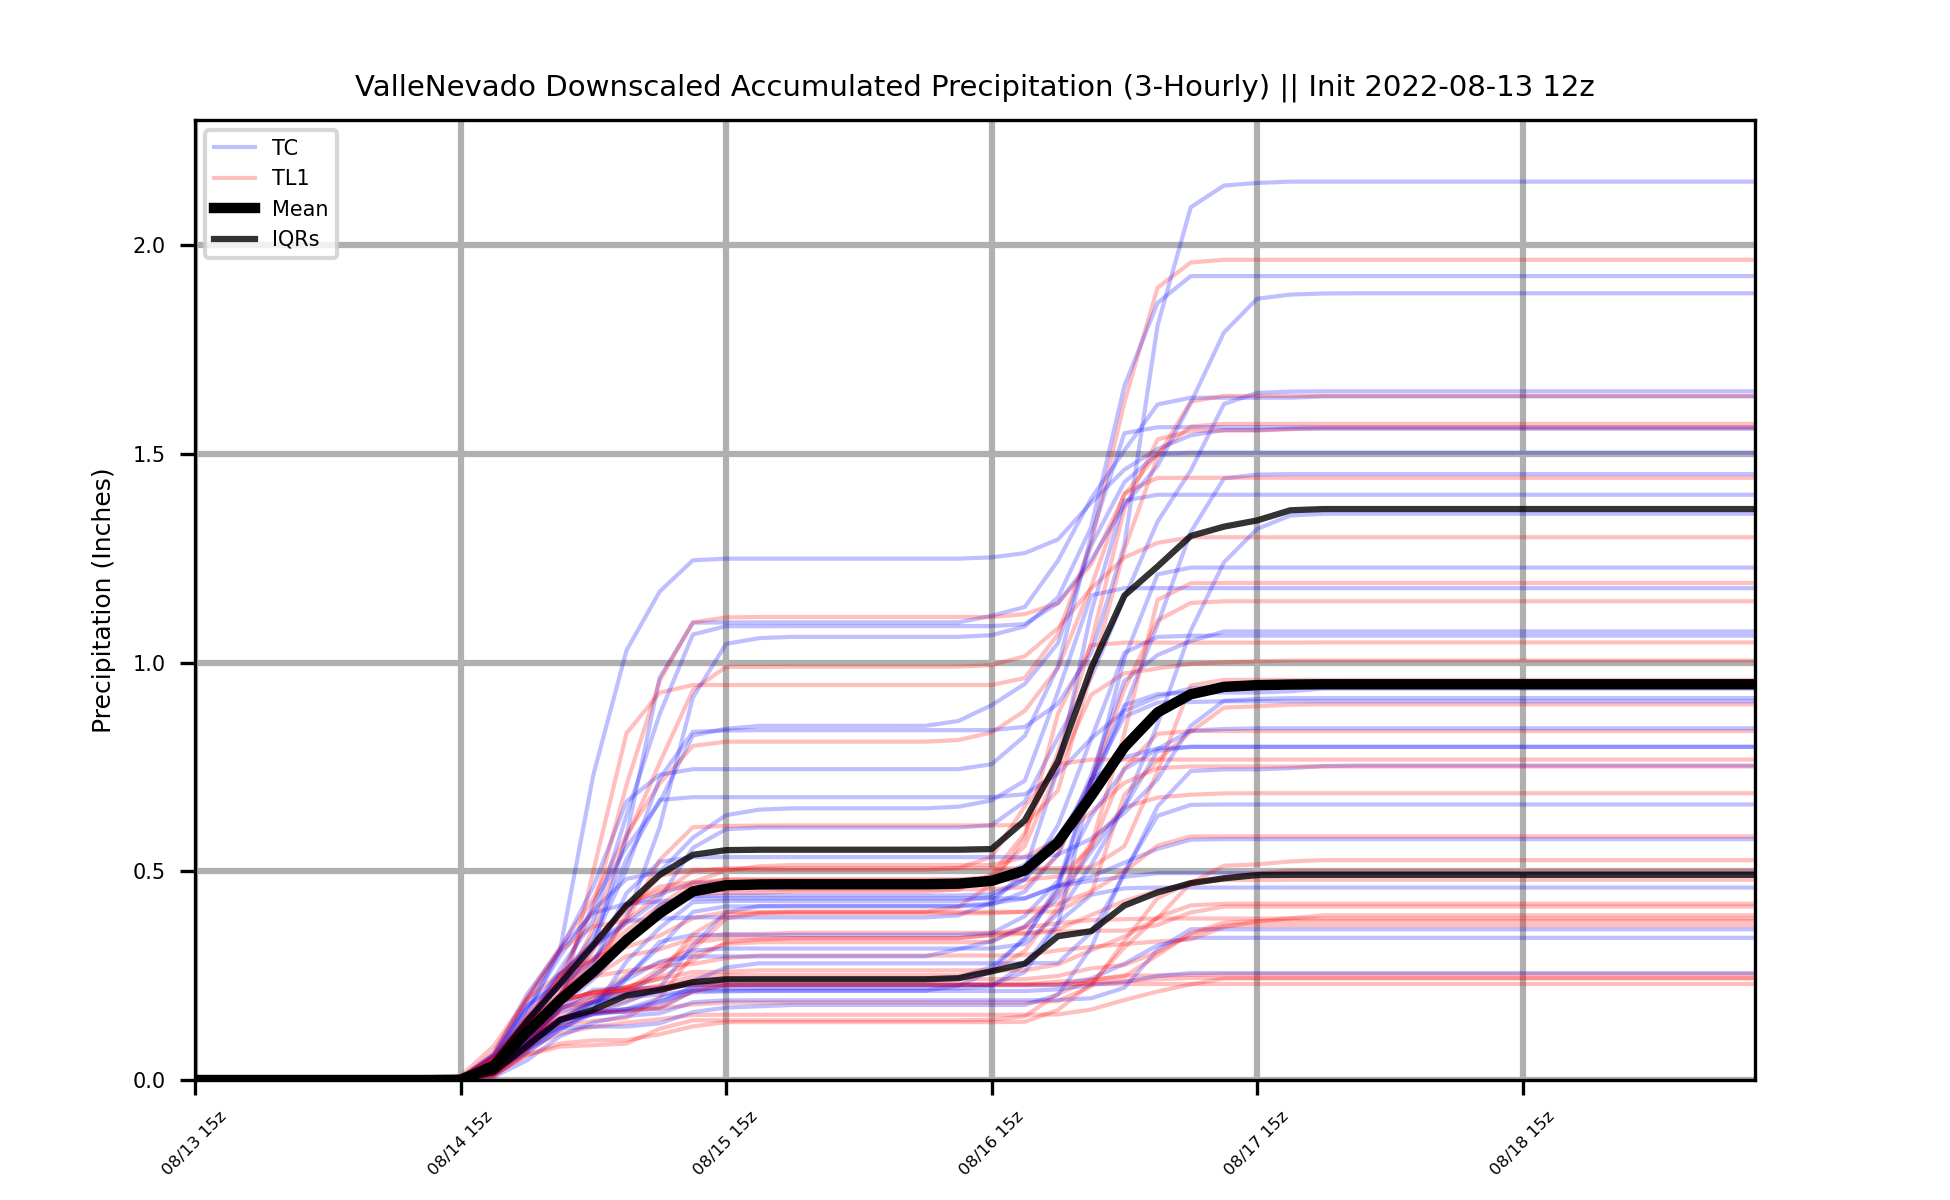 ValleNevado Downscaled Accumulated Precipitation (3-Hourly) || Init 2022-08-13 12z
TC
TL1
Mean
IQRs
Precipitation (Inches)
2.0
1.5
1.0
0.5
0.0
08/13 15z
08/14 15z
08/15 15z
08/16 15z
08/17 15z
08/18 15z